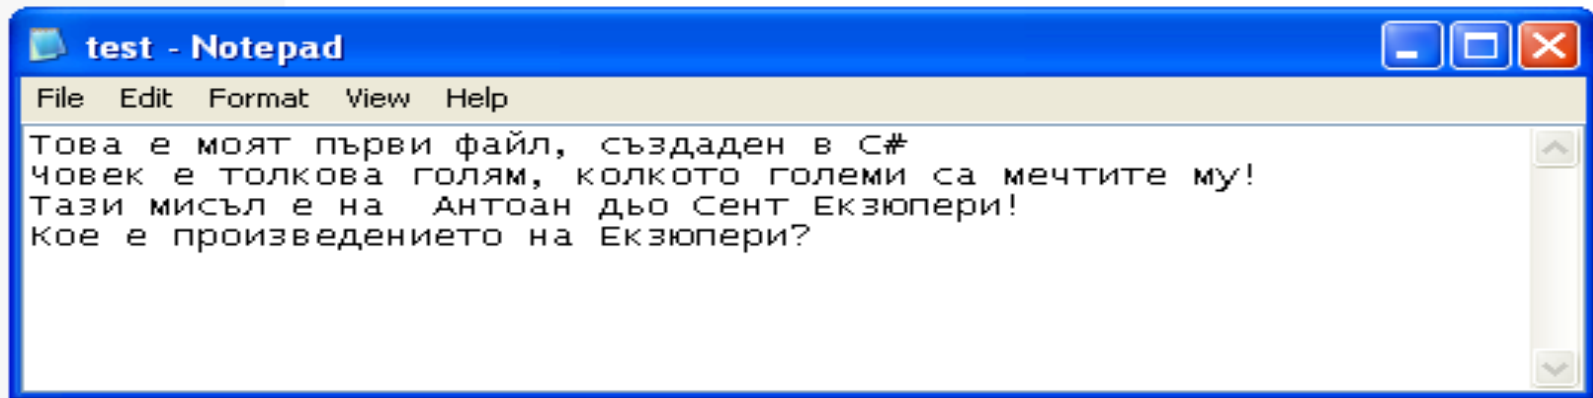 test - Notepad
File Edit Format View Help
Това е моят първи файл, създаден в C#
Човек е толкова голям, колкото големи са мечтите му!
Тази мисъл е на  Антоан дьо Сент Екзюпери!
Кое е произведението на Екзюпери?